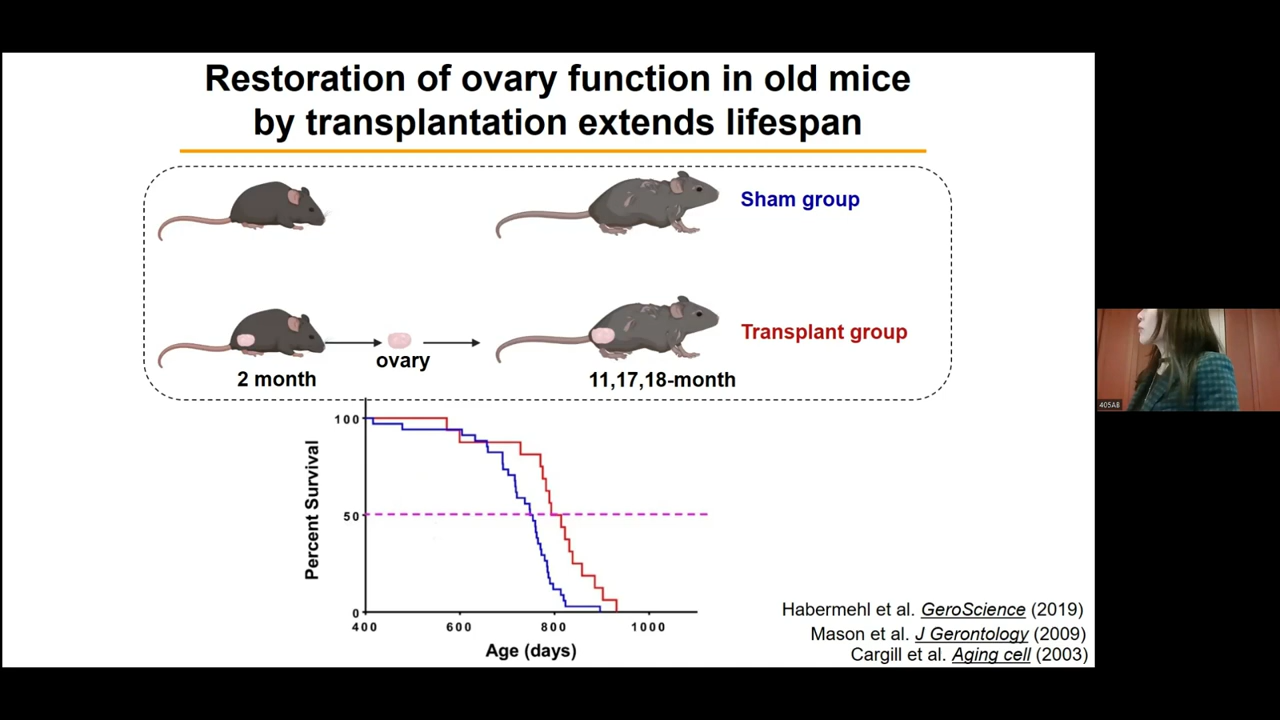 Restoration of ovary function in old mice
by transplantation extends lifespan
Sham group
Transplant group
ovary
2 month
11,17,18-month
100
50
0
Percent Survival
400 600 800 1000
Age (days)
Habermehl et al. GeroScience (2019)
Mason et al. J Gerontology (2009)
Cargill et al. Aging cell (2003)
405AB